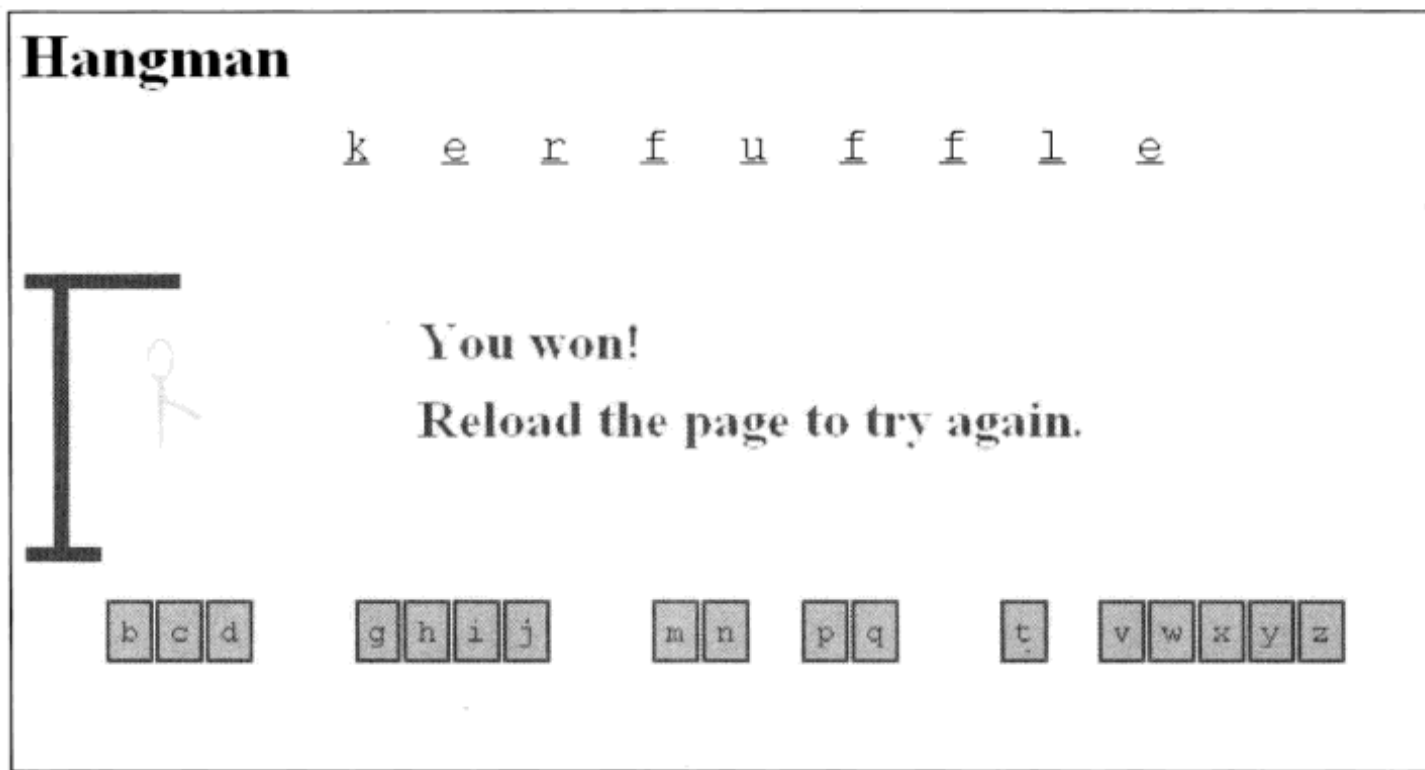 Hangman
k e r f u f f l e
You won!
Reload the page to try again.
b c d g h i j m n p q t v w x y z